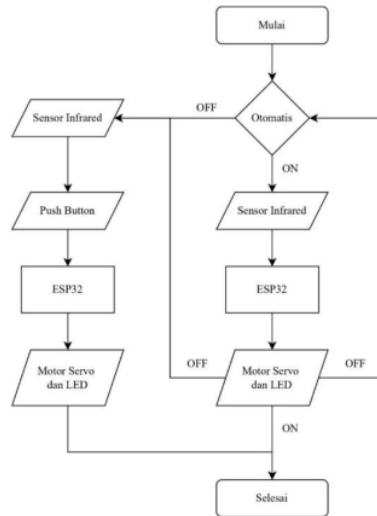 Mulai
OFF
Sensor Infrared
Otomatis
ON
Push Button
Sensor Infrared
ESP32
ESP32
OFF
OFF
Motor Servo
dan LED
Motor Servo
dan LED
ON
Selesai